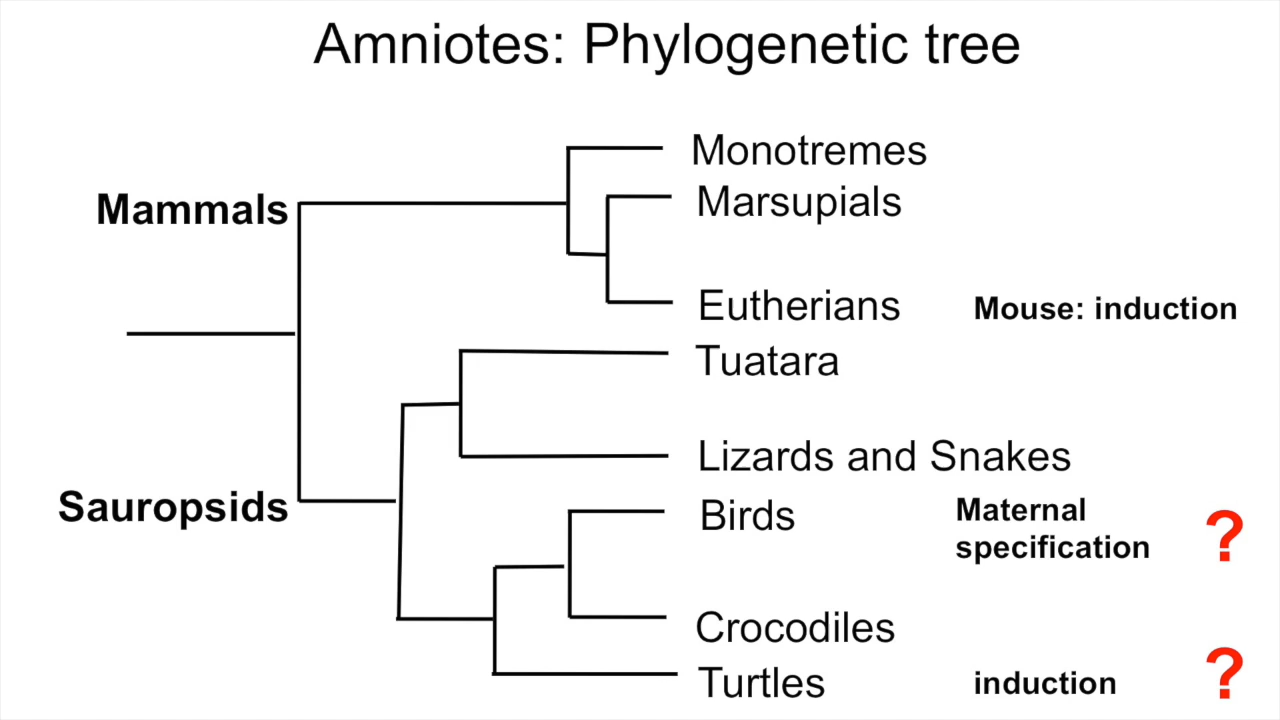 Amniotes: Phylogenetic tree
Monotremes
Mammals
Marsupials
Eutherians
Mouse: induction
Tuatara
Lizards and Snakes
Sauropsids
Birds
Maternal
specification
?
Crocodiles
Turtles
induction
?